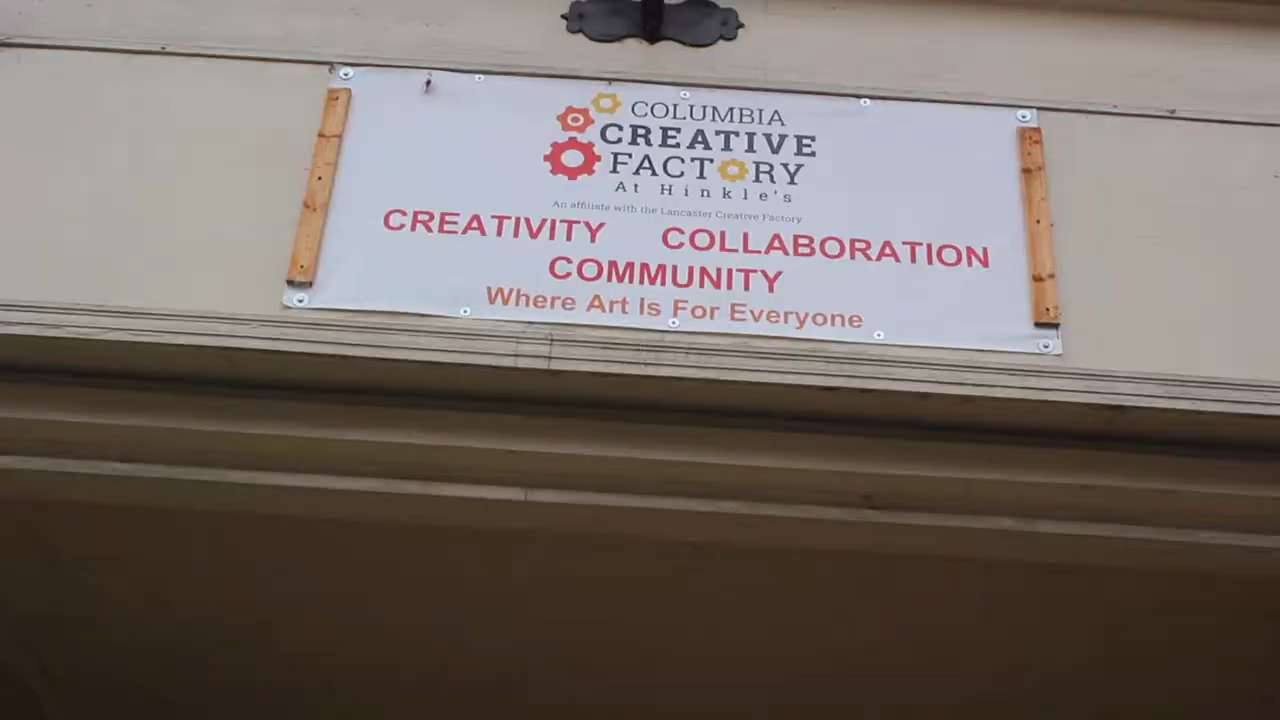 COLUMBIA
CREATIVE
FACTORY
At Hinkle's
An affiliate with the Lancaster Creative Factory
CREATIVITY COLLABORATION
COMMUNITY
Where Art Is For Everyone